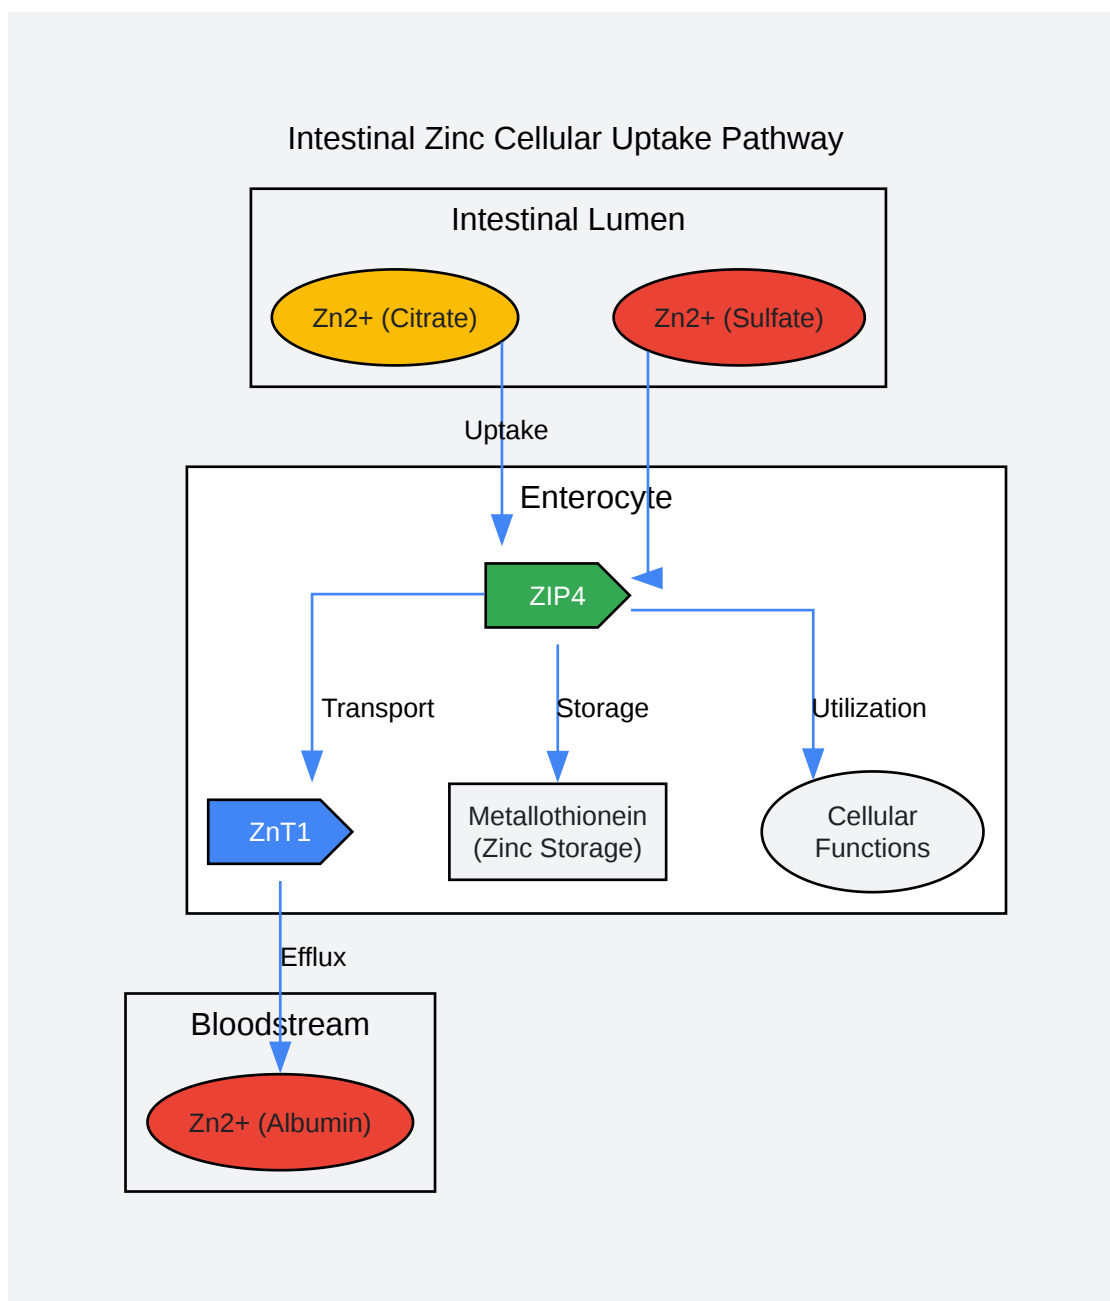 Intestinal Zinc Cellular Uptake Pathway
Intestinal Lumen
Zn2+ (Citrate)
Zn2+ (Sulfate)
Uptake
Enterocyte
ZIP4
Transport
Storage
Utilization
ZnT1
Metallothionein
(Zinc Storage)
Cellular
Functions
Efflux
Bloodstream
Zn2+ (Albumin)